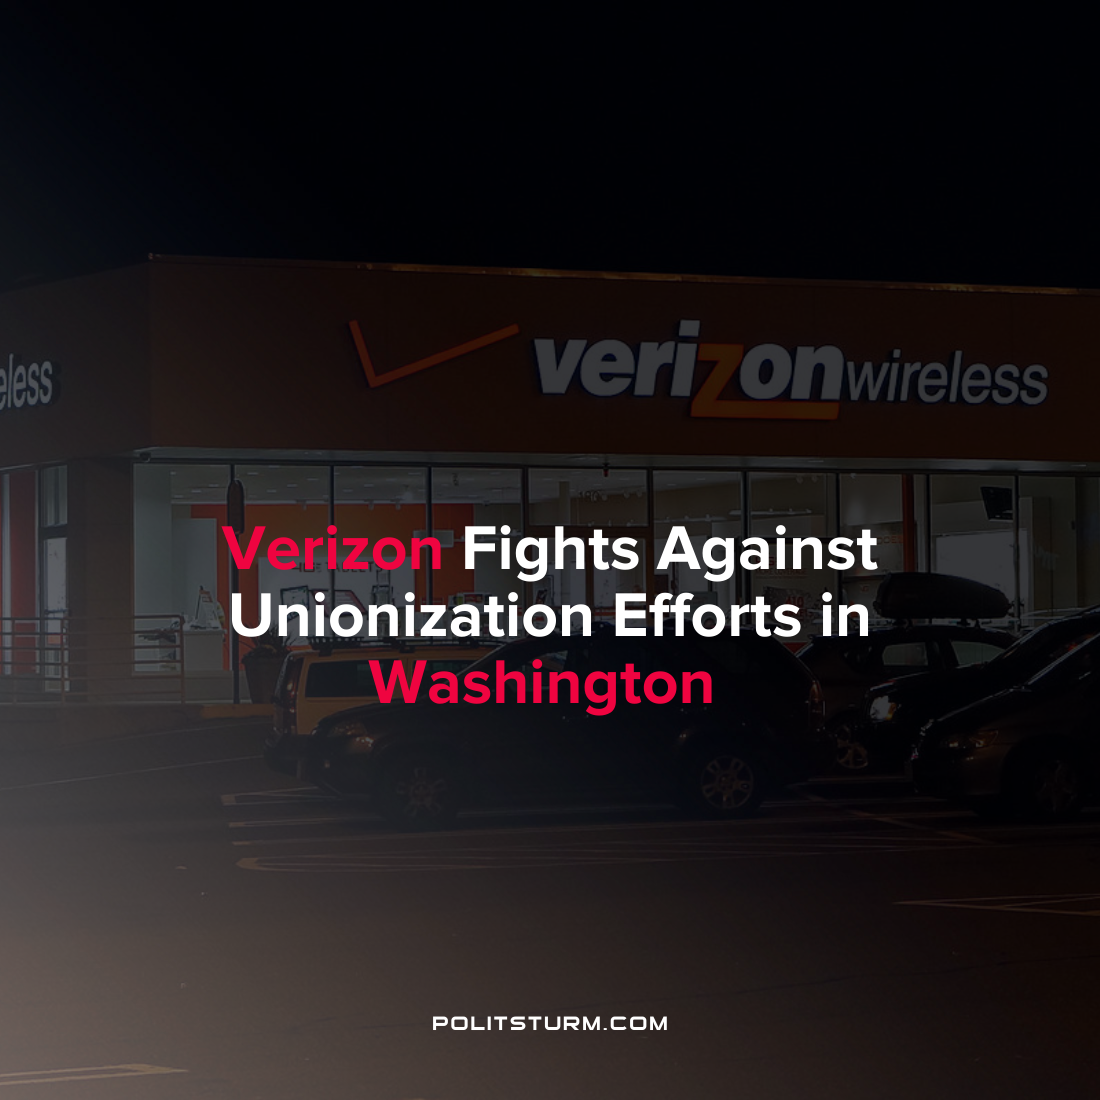 eless
verizonwireless
Verizon Fights Against
Unionization Efforts in
Washington
POLITSTURM.COM